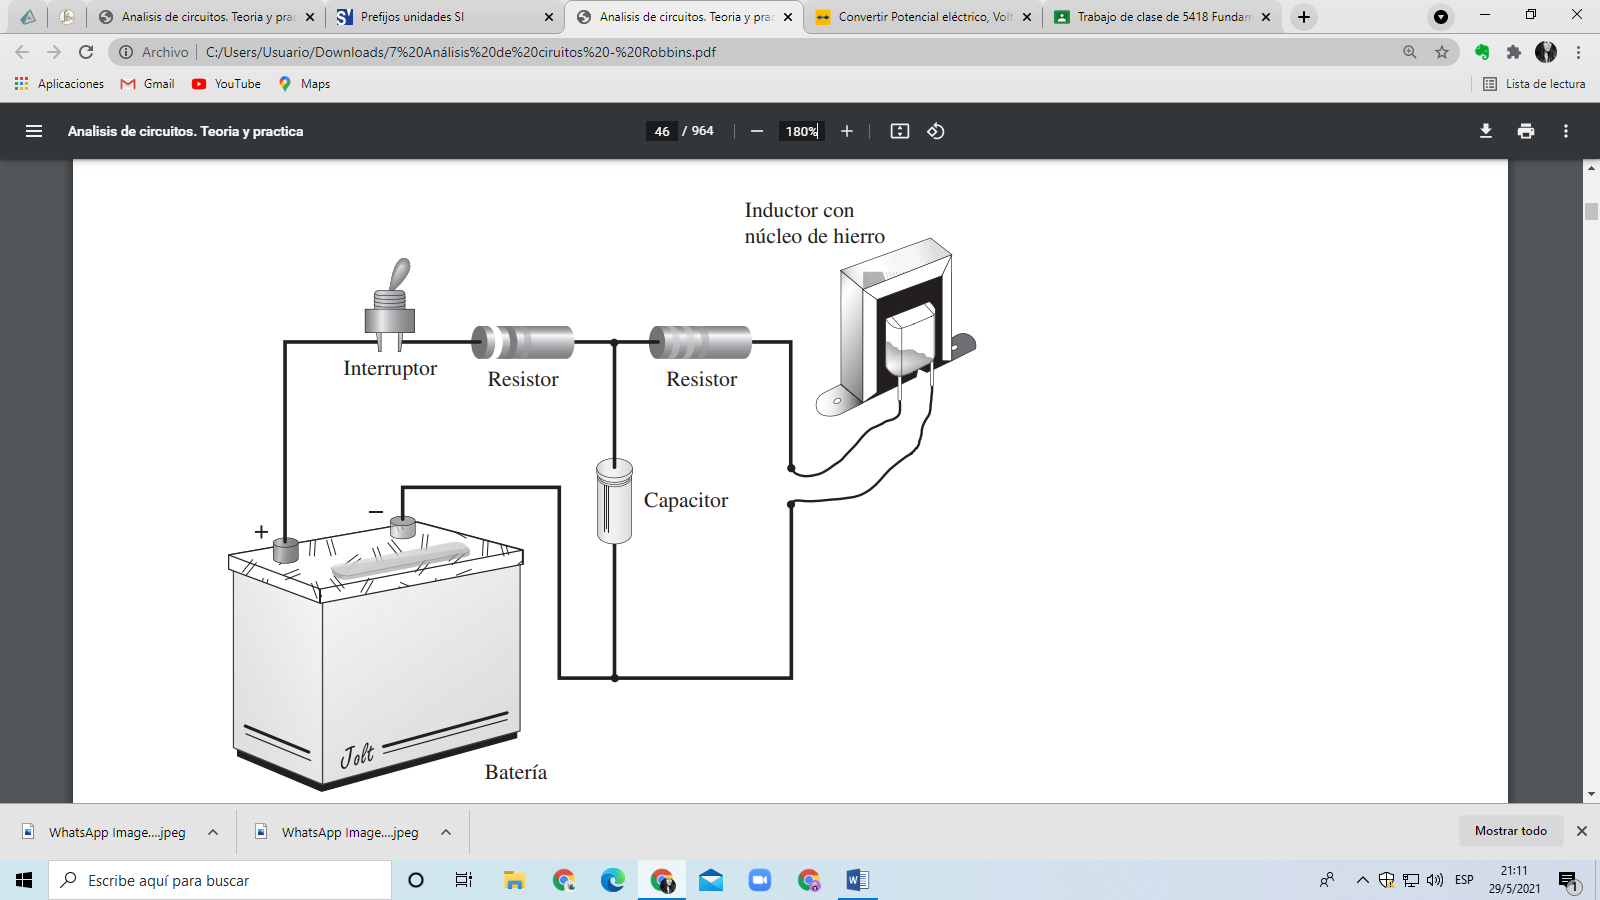 Analisis de circuitos. Teoria y prac
Prefijos unidades SI
Analisis de circuitos. Teoria y prac
Convertir Potencial eléctrico, Volt
Trabajo de clase de 5418 Fundam
Archivo
C:/Users/Usuario/Downloads/7%20Análisis%20de%20ciruitos%20-%20Robbins.pdf
Aplicaciones
Gmail
YouTube
Maps
Lista de lectura
Analisis de circuitos. Teoria y practica
46 / 964
180%
Inductor con
núcleo de hierro
Interruptor
Resistor
Resistor
Capacitor
+
−
Jolt
Batería
WhatsApp Image....jpeg
WhatsApp Image....jpeg
Mostrar todo
Escribe aquí para buscar
ESP
21:11
29/5/2021
1